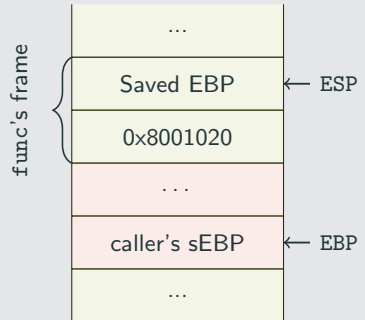 ...
Saved EBP
ESP
0x8001020
func's frame
...
caller's sEBP
EBP
...